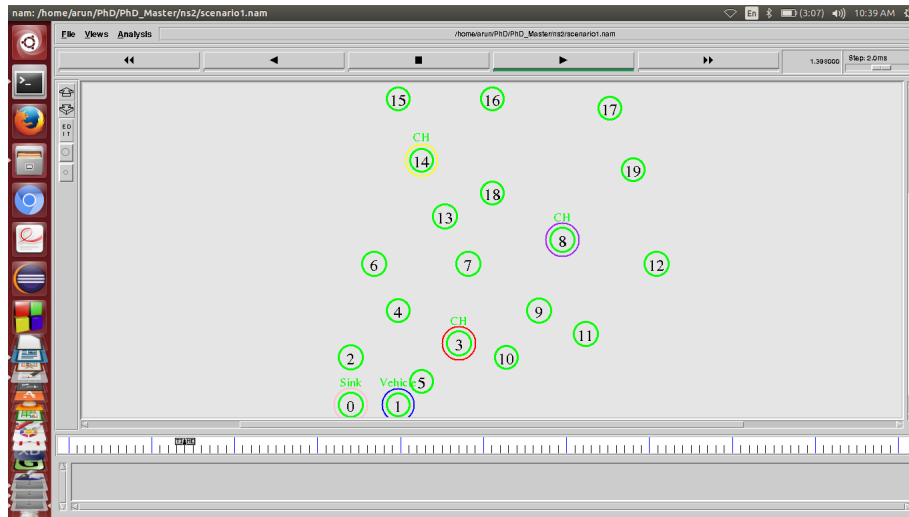 nam: /home/arun/PhD/PhD_Master/ns2/scenario1.nam
En
(3:07)
10:39 AM
File Views Analysis
/home/arun/PhD/PhD_Master/ns2/scenario1.nam
1.398000
Step: 2.0ms
E D
I T
15
16
17
CH
14
19
18
13
CH
8
6
7
12
4
9
CH
3
11
2
10
Sink
Vehicle
5
0
1